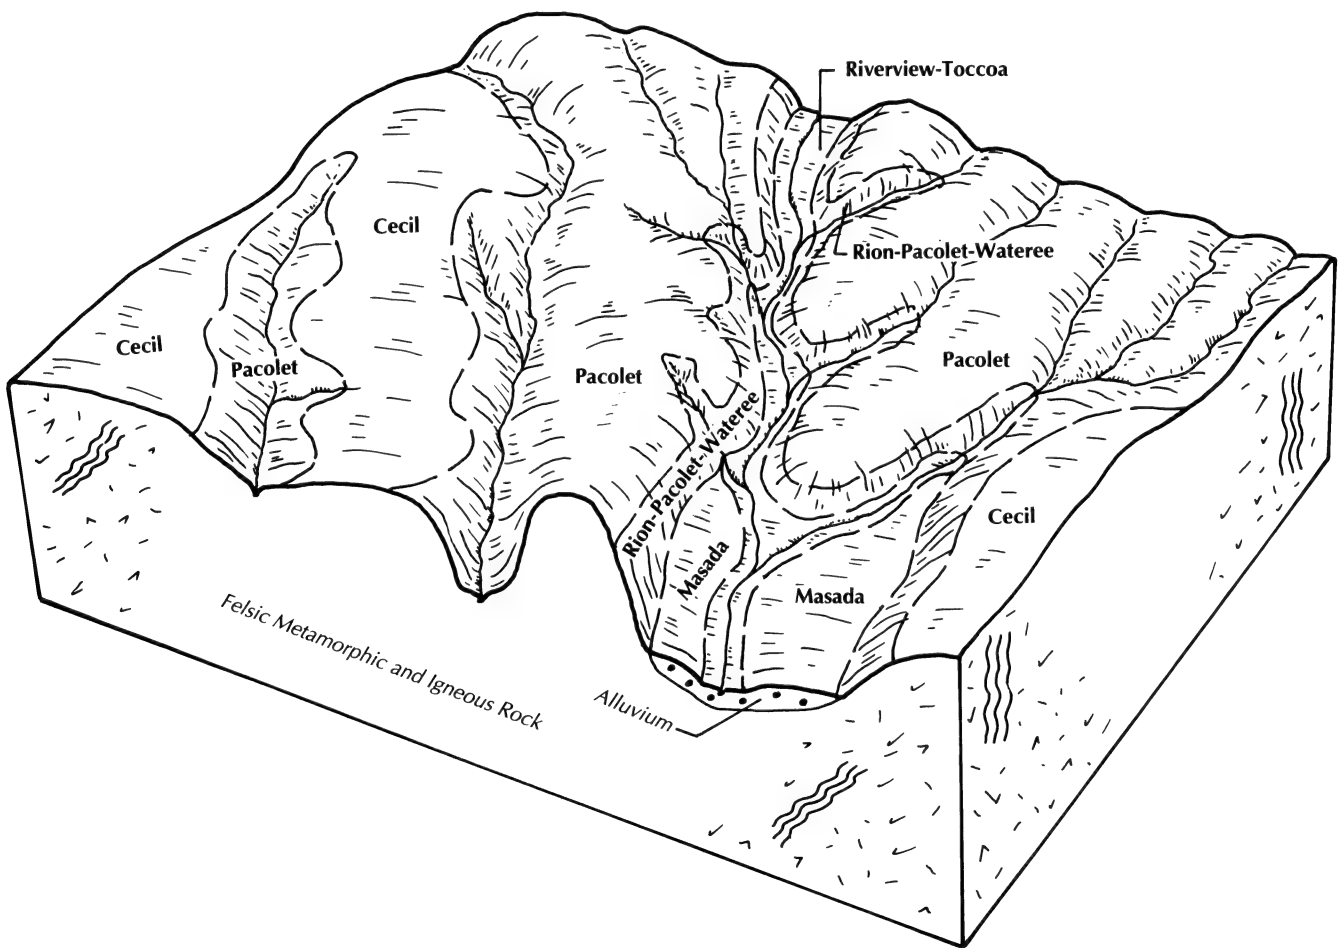 Riverview-Toccoa
Cecil
Rion-Pacolet-Wateree
Cecil
Pacolet
Pacolet
Pacolet
Rion-Pacolet-Wateree
Cecil
Masada
Masada
Felsic Metamorphic and Igneous Rock
Alluvium